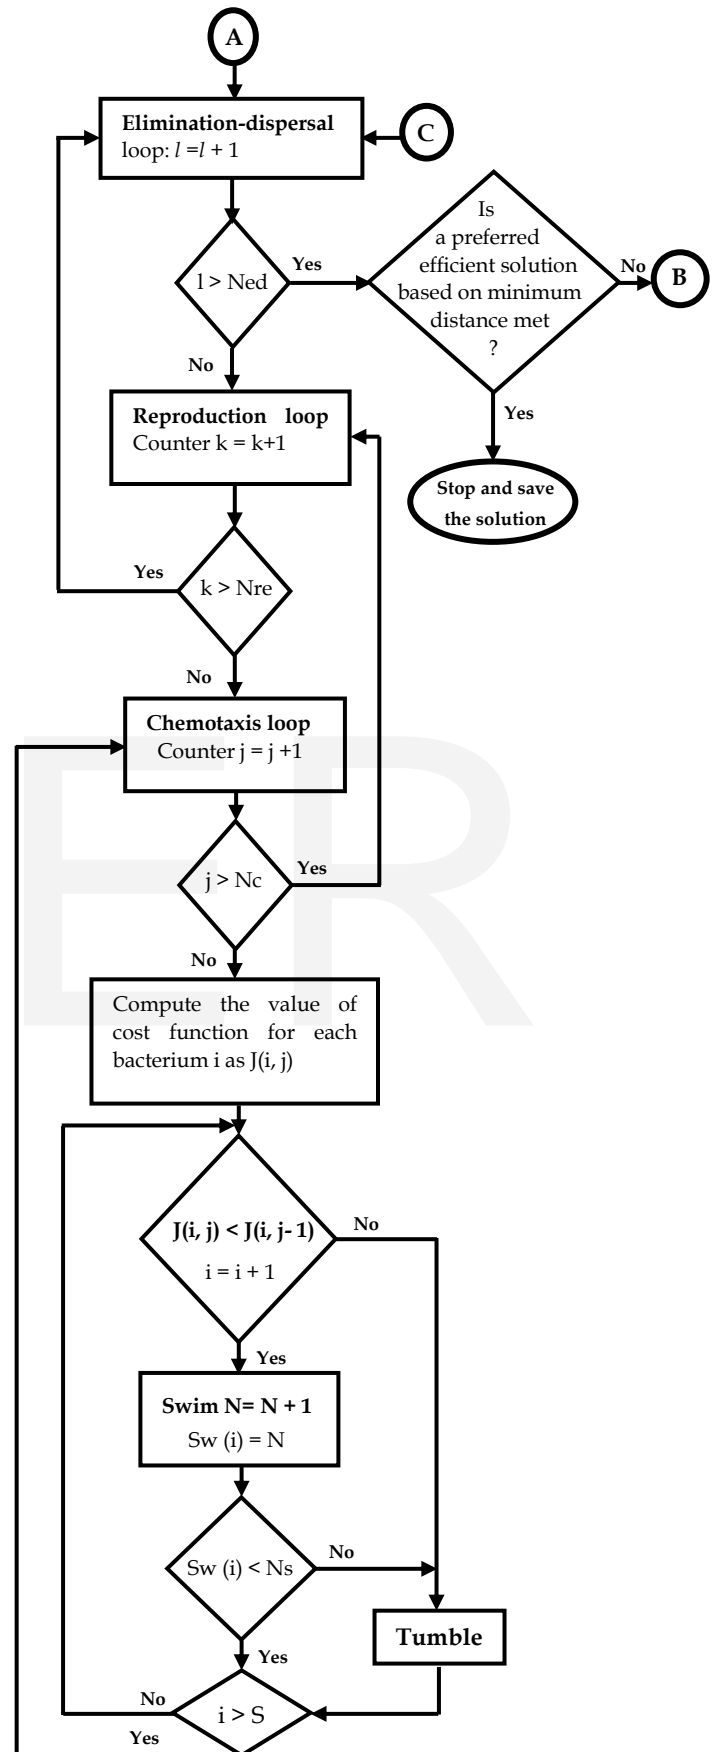 A
Elimination-dispersal
loop: l =l + 1
C
Is
a preferred
efficient solution
based on minimum
distance met
?
l > Ned
Yes
No
B
No
Yes
Reproduction loop
Counter k = k+1
Stop and save
the solution
Yes
k > Nre
No
Chemotaxis loop
Counter j = j +1
j > Nc
Yes
No
Compute the value of
cost function for each
bacterium i as J(i, j)
J(i, j) < J(i, j- 1)
i = i + 1
No
Yes
Swim N= N + 1
Sw (i) = N
Sw (i) < Ns
No
Tumble
Yes
No
i > S
Yes
ER